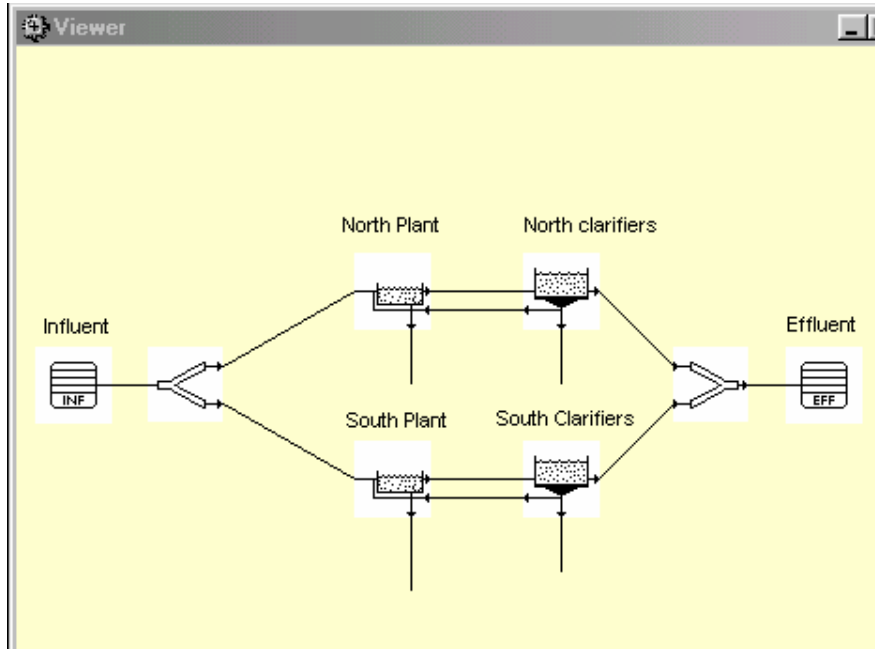 Viewer
North Plant
North clarifiers
Influent
Effluent
INF
EFF
South Plant
South Clarifiers